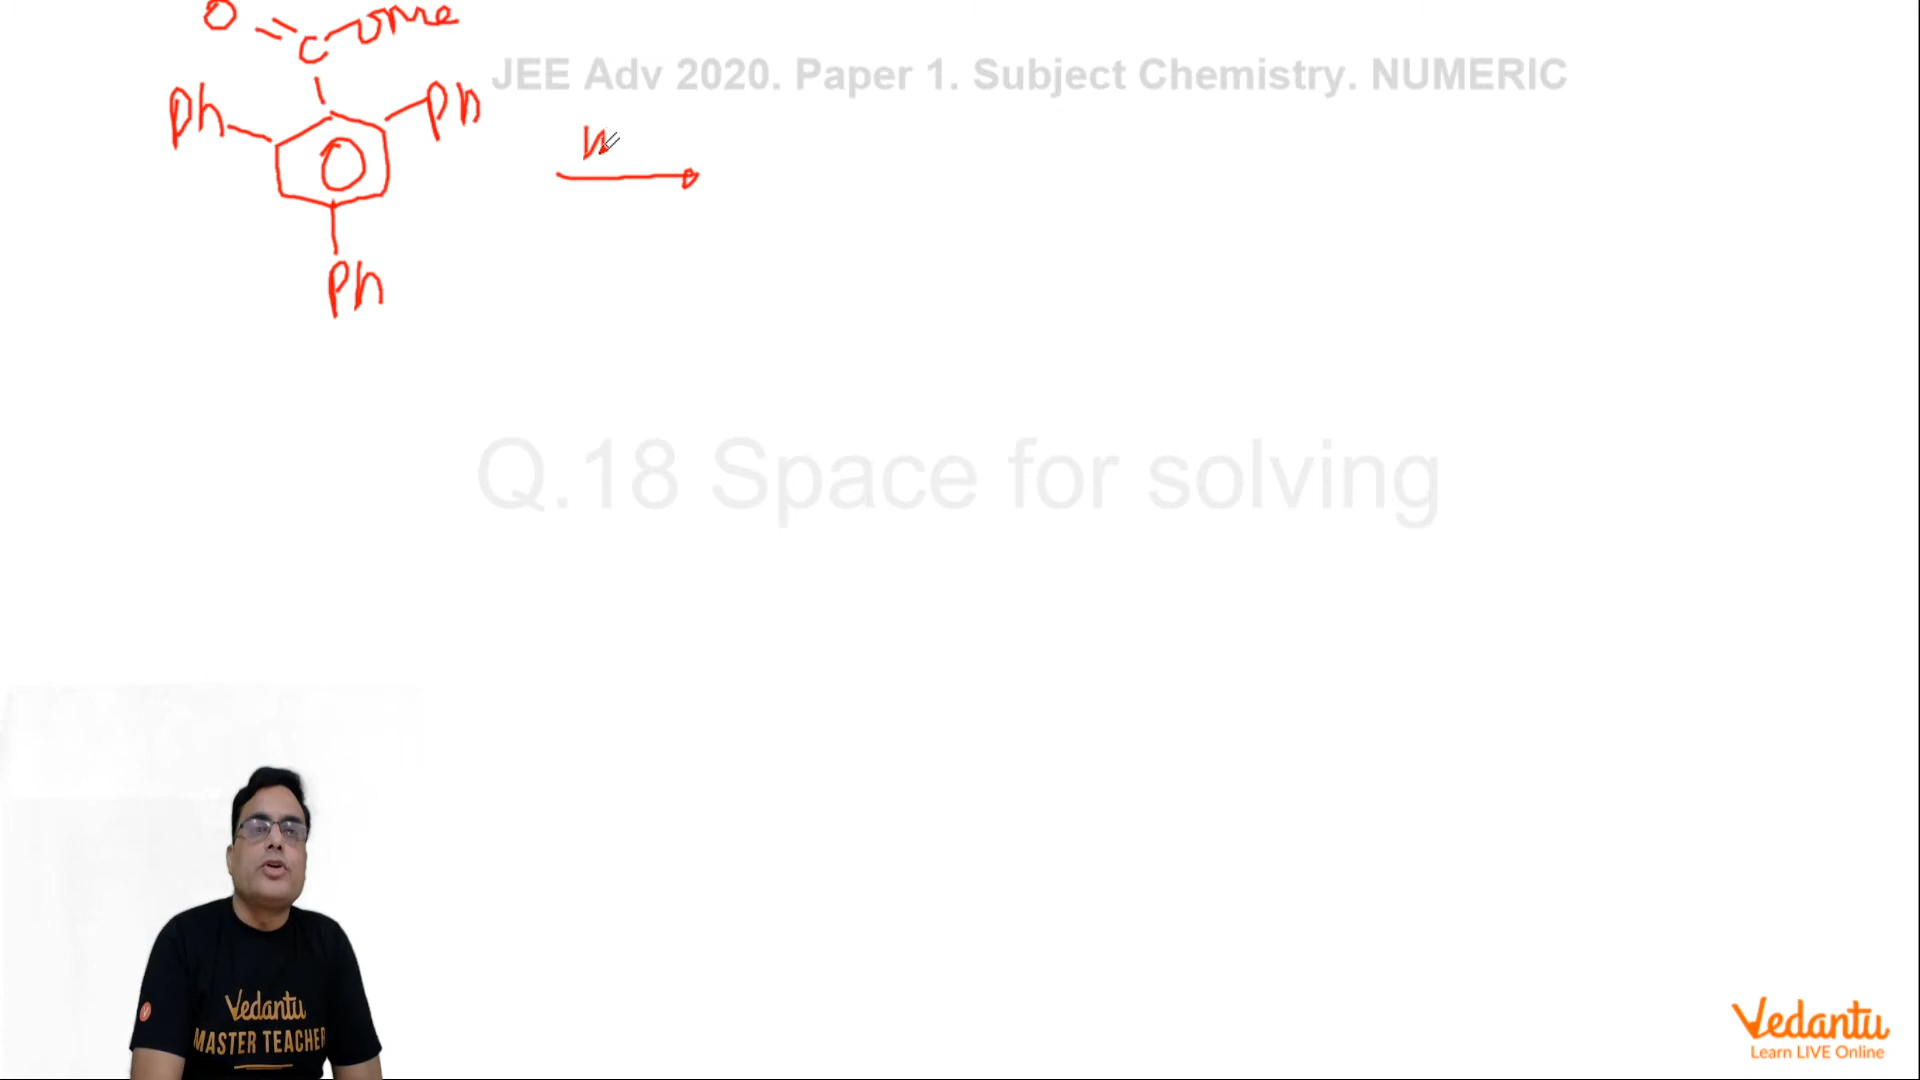 O = C - OMe
JEE Adv 2020. Paper 1. Subject Chemistry. NUMERIC
Ph
Ph
Ph
Q.18 Space for solving
Vedantu
MASTER TEACHER
Vedantu
Learn LIVE Online